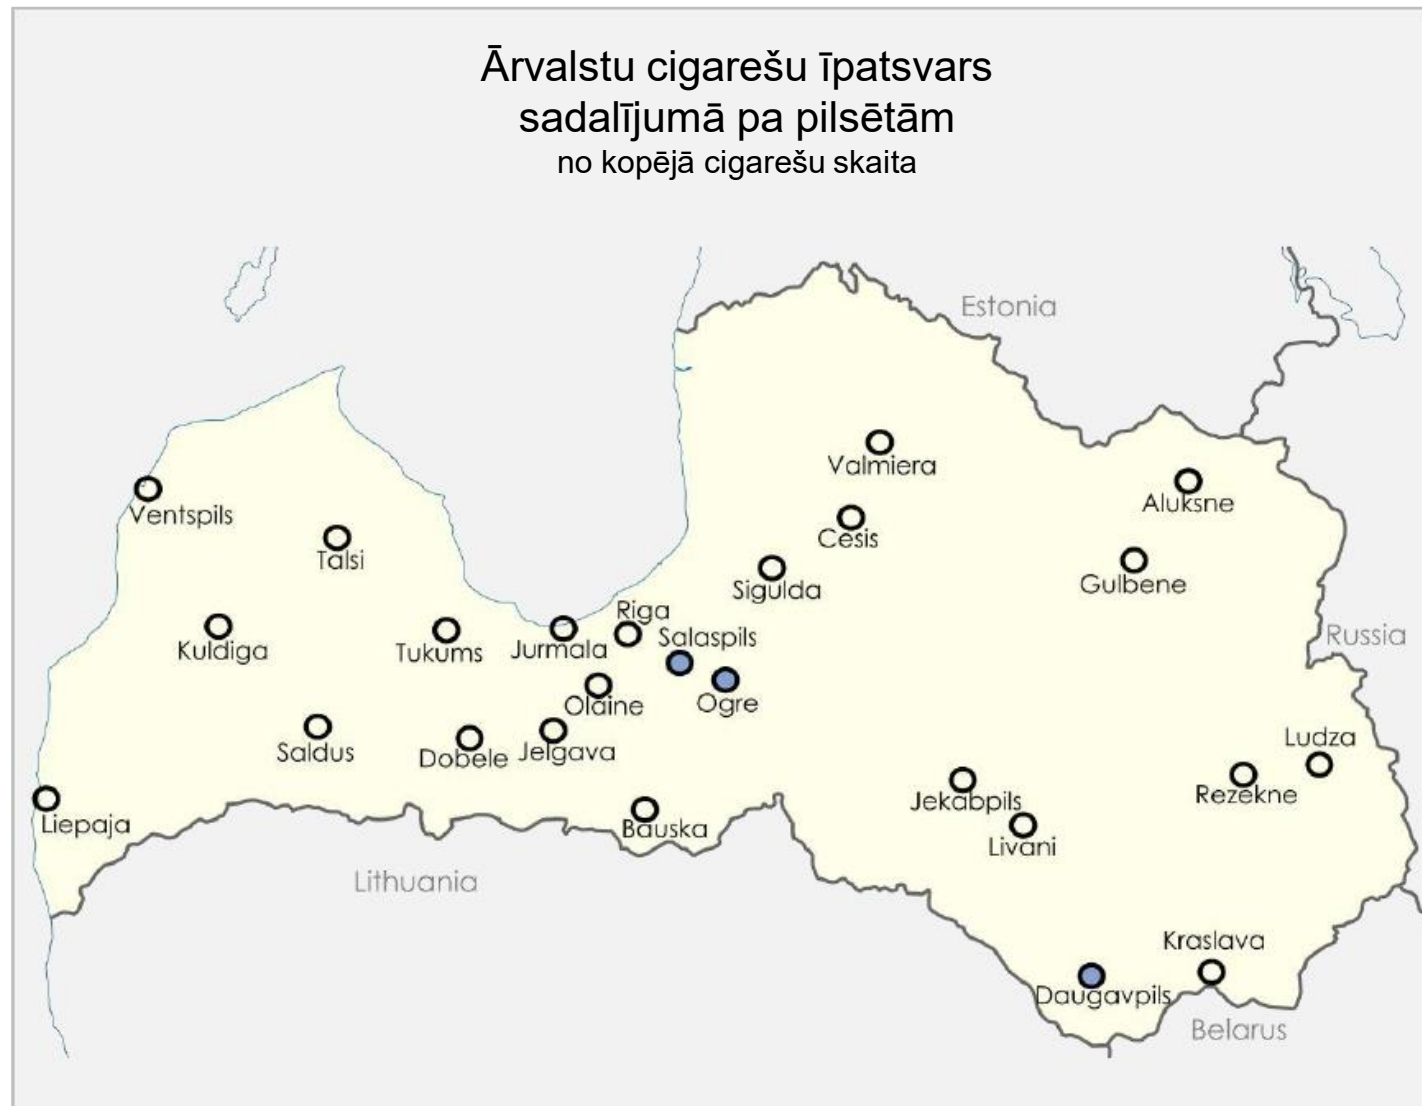 Ārvalstu cigarešu īpatsvars
sadalījumā pa pilsētām
no kopējā cigarešu skaita
Estonia
Valmiera
Aluksne
Ventspils
Cesis
Talsi
Gulbene
Sigulda
Riga
Russia
Salaspils
Kuldiga
Tukums
Jurmala
Olaine
Ogre
Ludza
Saldus
Dobele
Jelgava
Rezekne
Jekabpils
Liepaja
Bauska
Livani
Lithuania
Kraslava
Daugavpils
Belarus